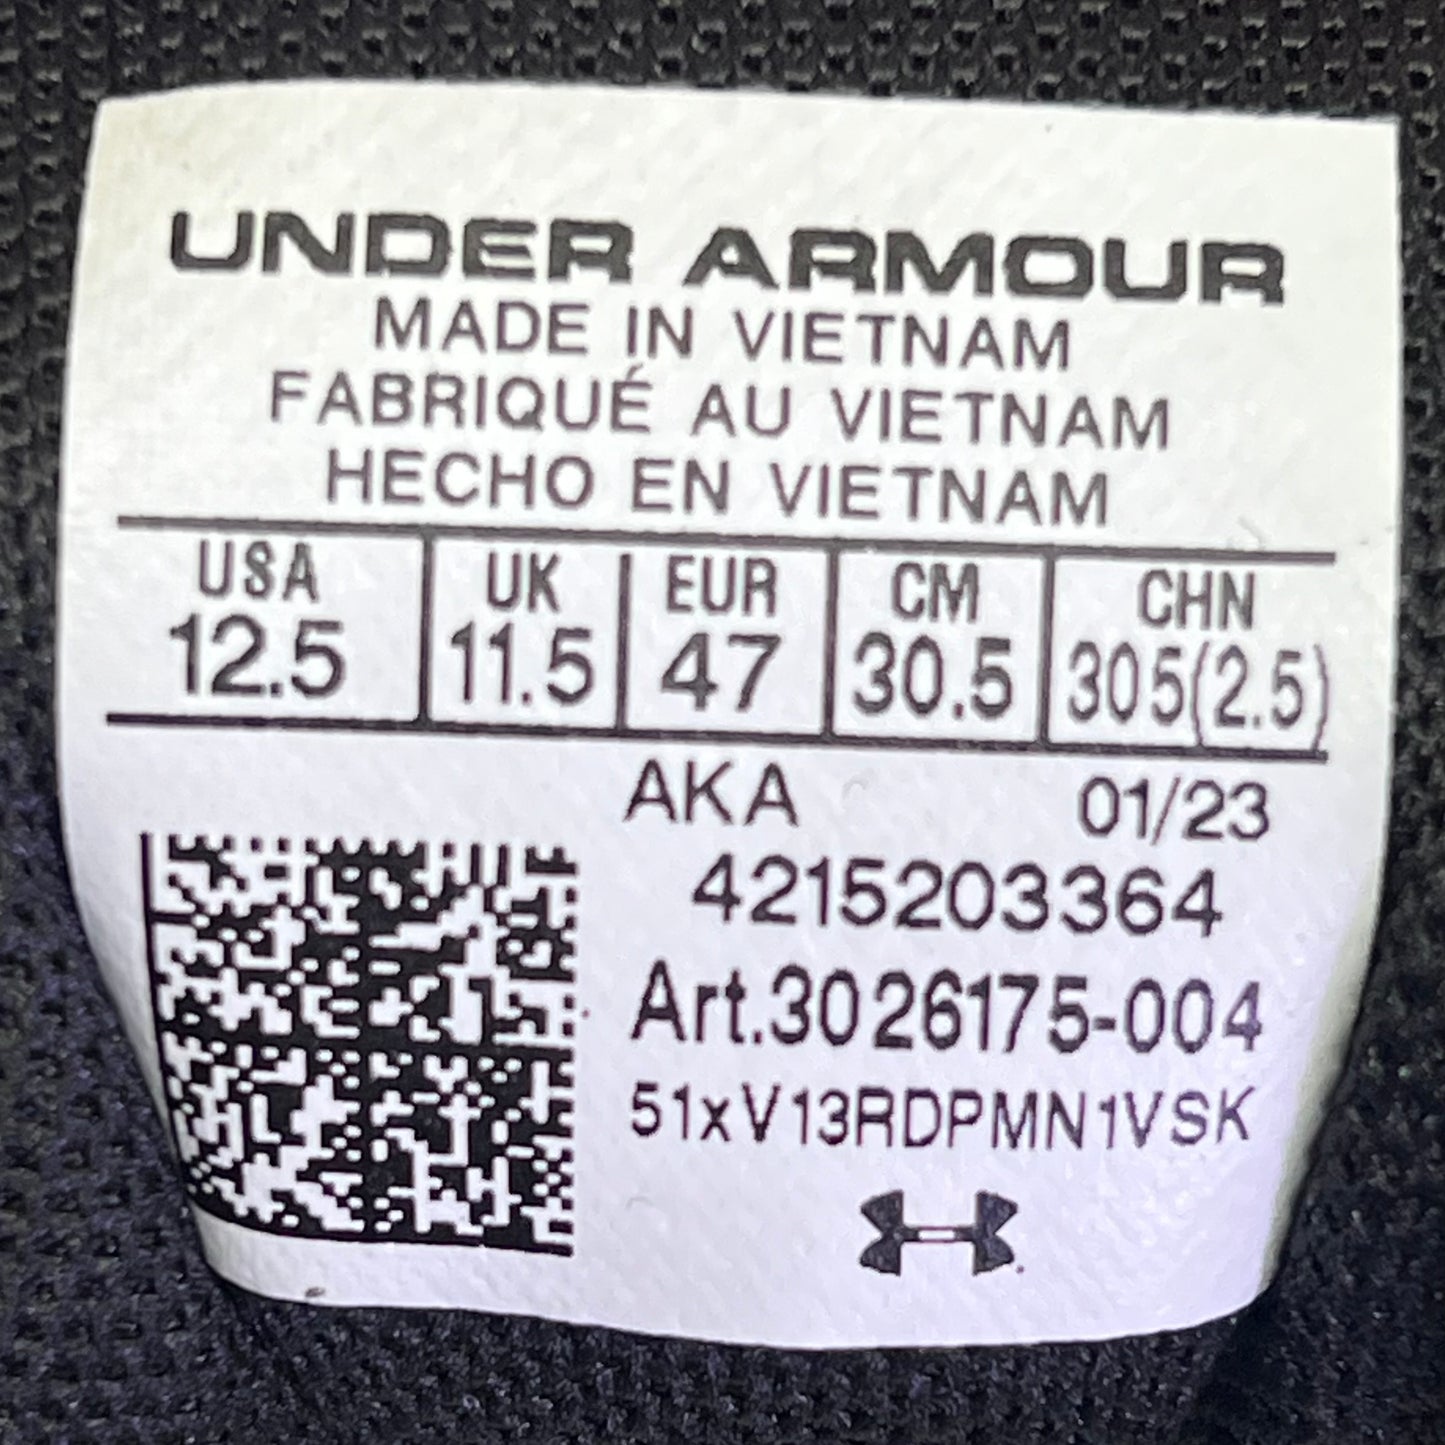 UNDER ARMOUR
MADE IN VIETNAM
FABRIQUÉ AU VIETNAM
HECHO EN VIETNAM
USA UK EUR CM CHN
12.5 11.5 47 30.5 305(2.5)
AKA 01/23
4215203364
Art.3026175-004
51xV13RDPMN1VSK